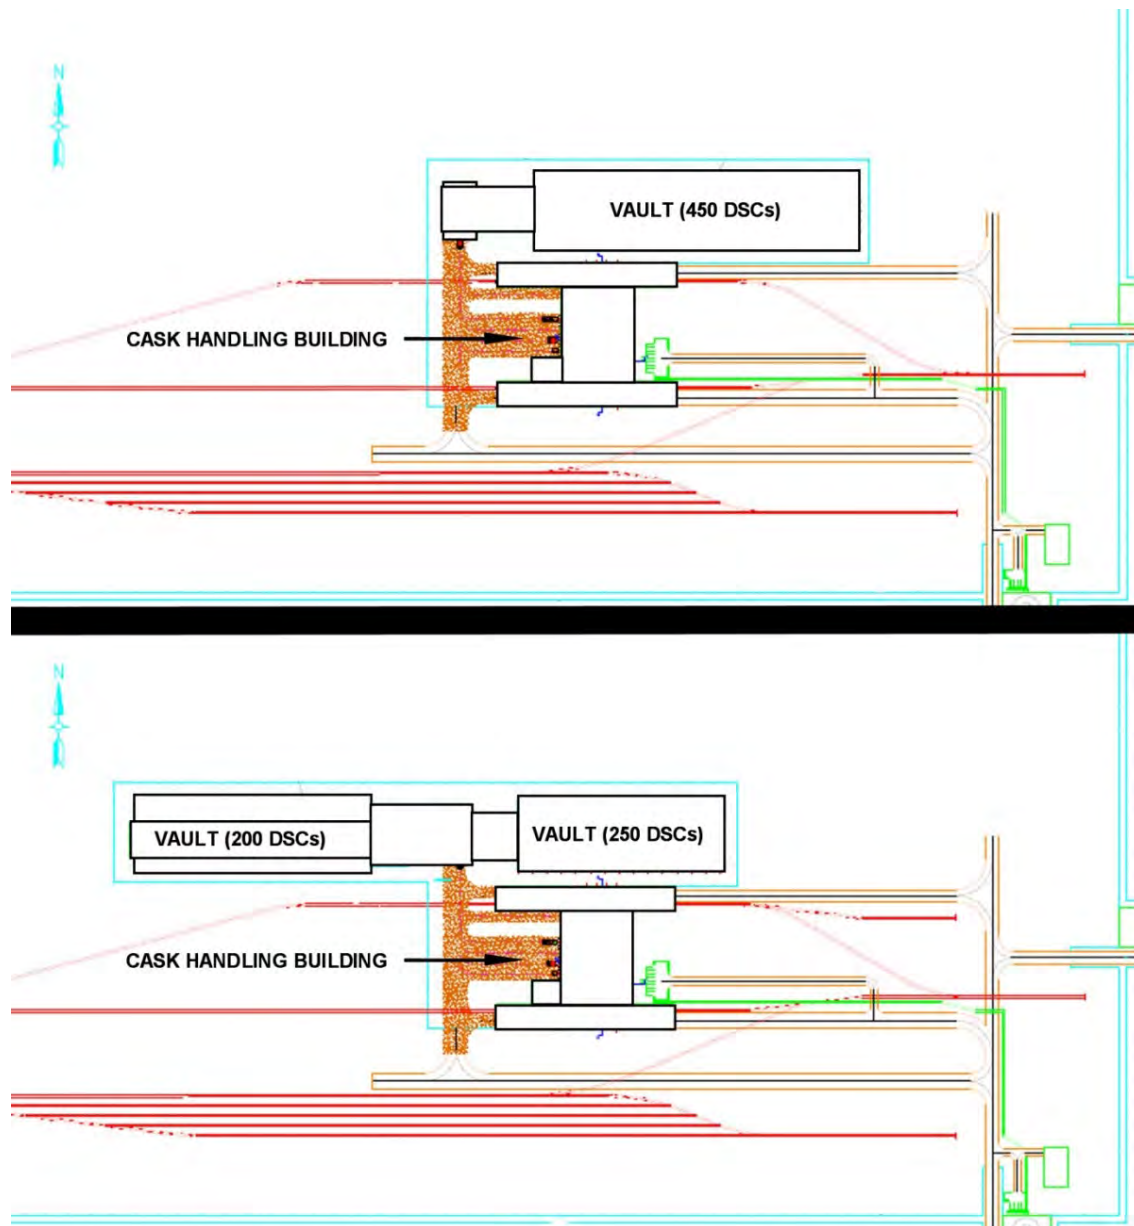 N
VAULT (450 DSCs)
CASK HANDLING BUILDING
N
VAULT (200 DSCs)
VAULT (250 DSCs)
CASK HANDLING BUILDING